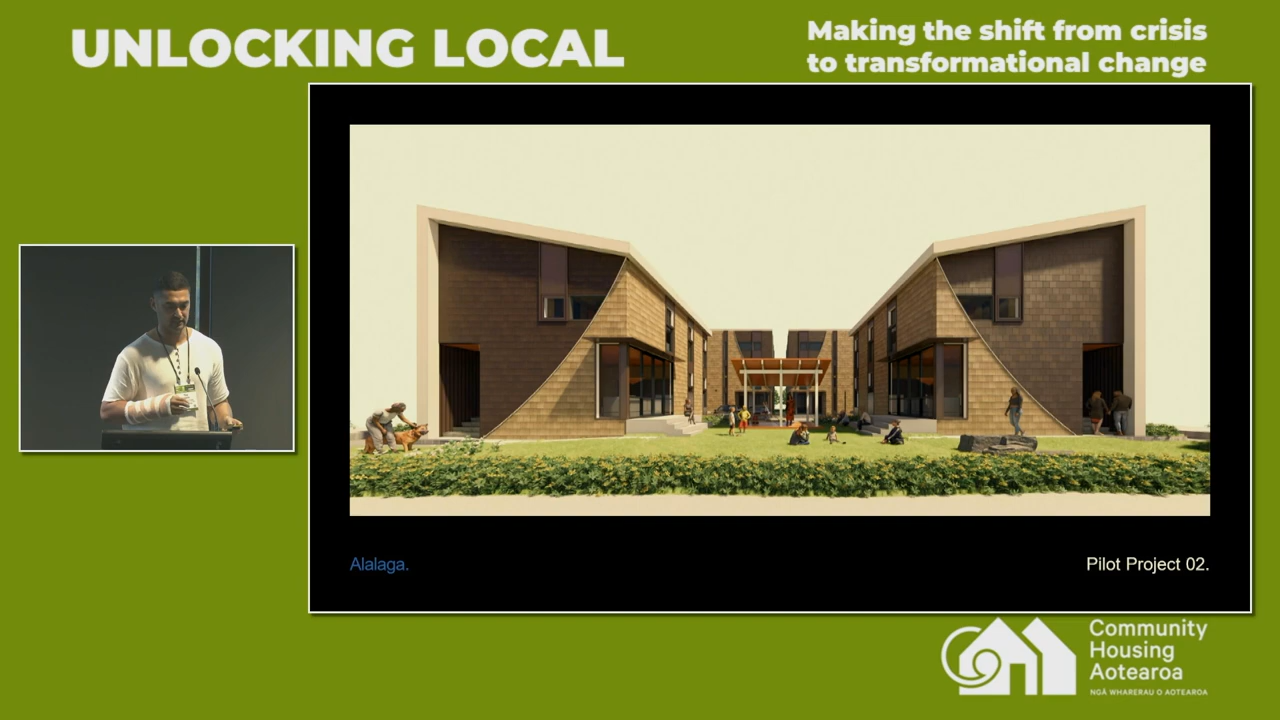 UNLOCKING LOCAL
Making the shift from crisis
to transformational change
Alalaga.
Pilot Project 02.
Community
Housing
Aotearoa
NGĀ WHARERAU O AOTEAROA